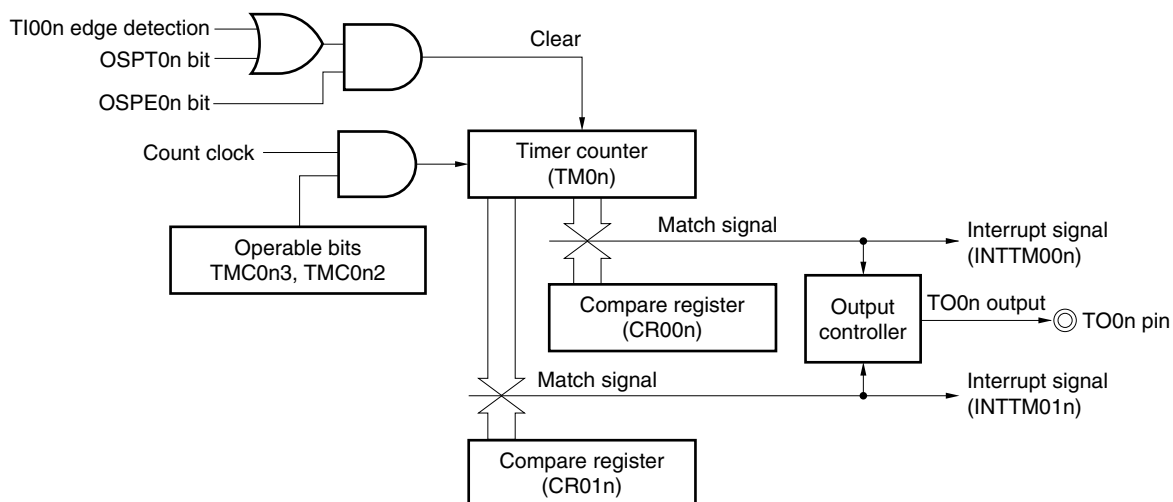 TI00n edge detection
OSPT0n bit
OSPE0n bit
Clear
Count clock
Timer counter
(TM0n)
Operable bits
TMC0n3, TMC0n2
Match signal
Interrupt signal
(INTTM00n)
Compare register
(CR00n)
Output
controller
TO0n output
TO0n pin
Match signal
Interrupt signal
(INTTM01n)
Compare register
(CR01n)